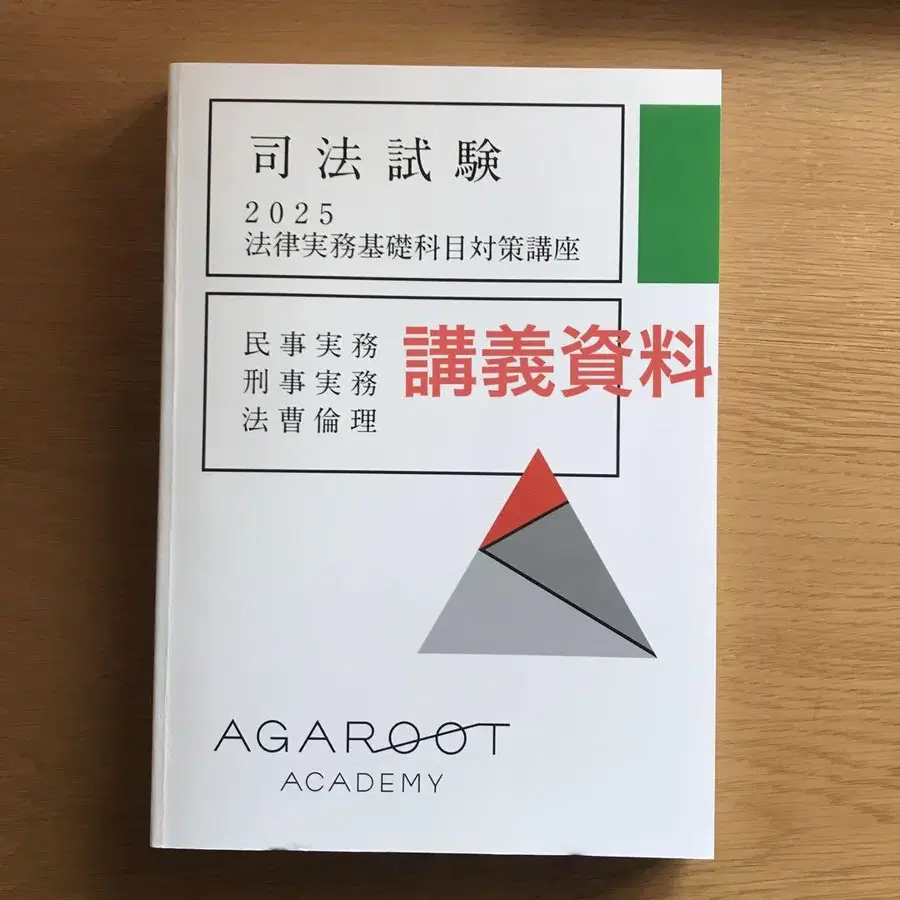 司法試験
2025
法律実務基礎科目対策講座
民事実務
刑事実務
法曹倫理
講義資料
AGAROOT
ACADEMY